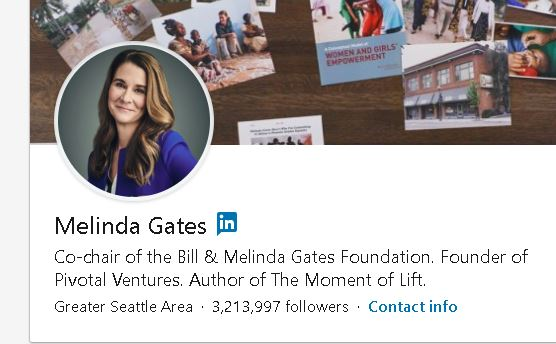 WOMEN AND GIRLS'
EMPOWERMENT
Melinda Gates in
Co-chair of the Bill & Melinda Gates Foundation. Founder of
Pivotal Ventures. Author of The Moment of Lift.
Greater Seattle Area · 3,213,997 followers · Contact info